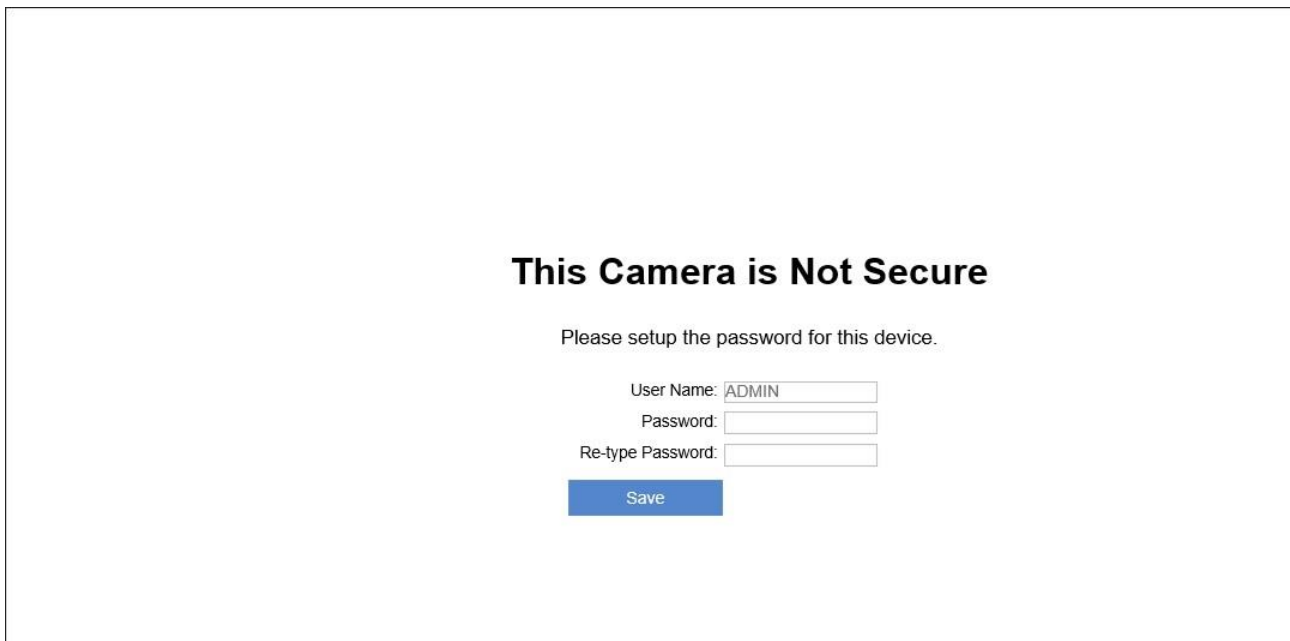 This Camera is Not Secure
Please setup the password for this device.
User Name: ADMIN
Password:
Re-type Password:
Save